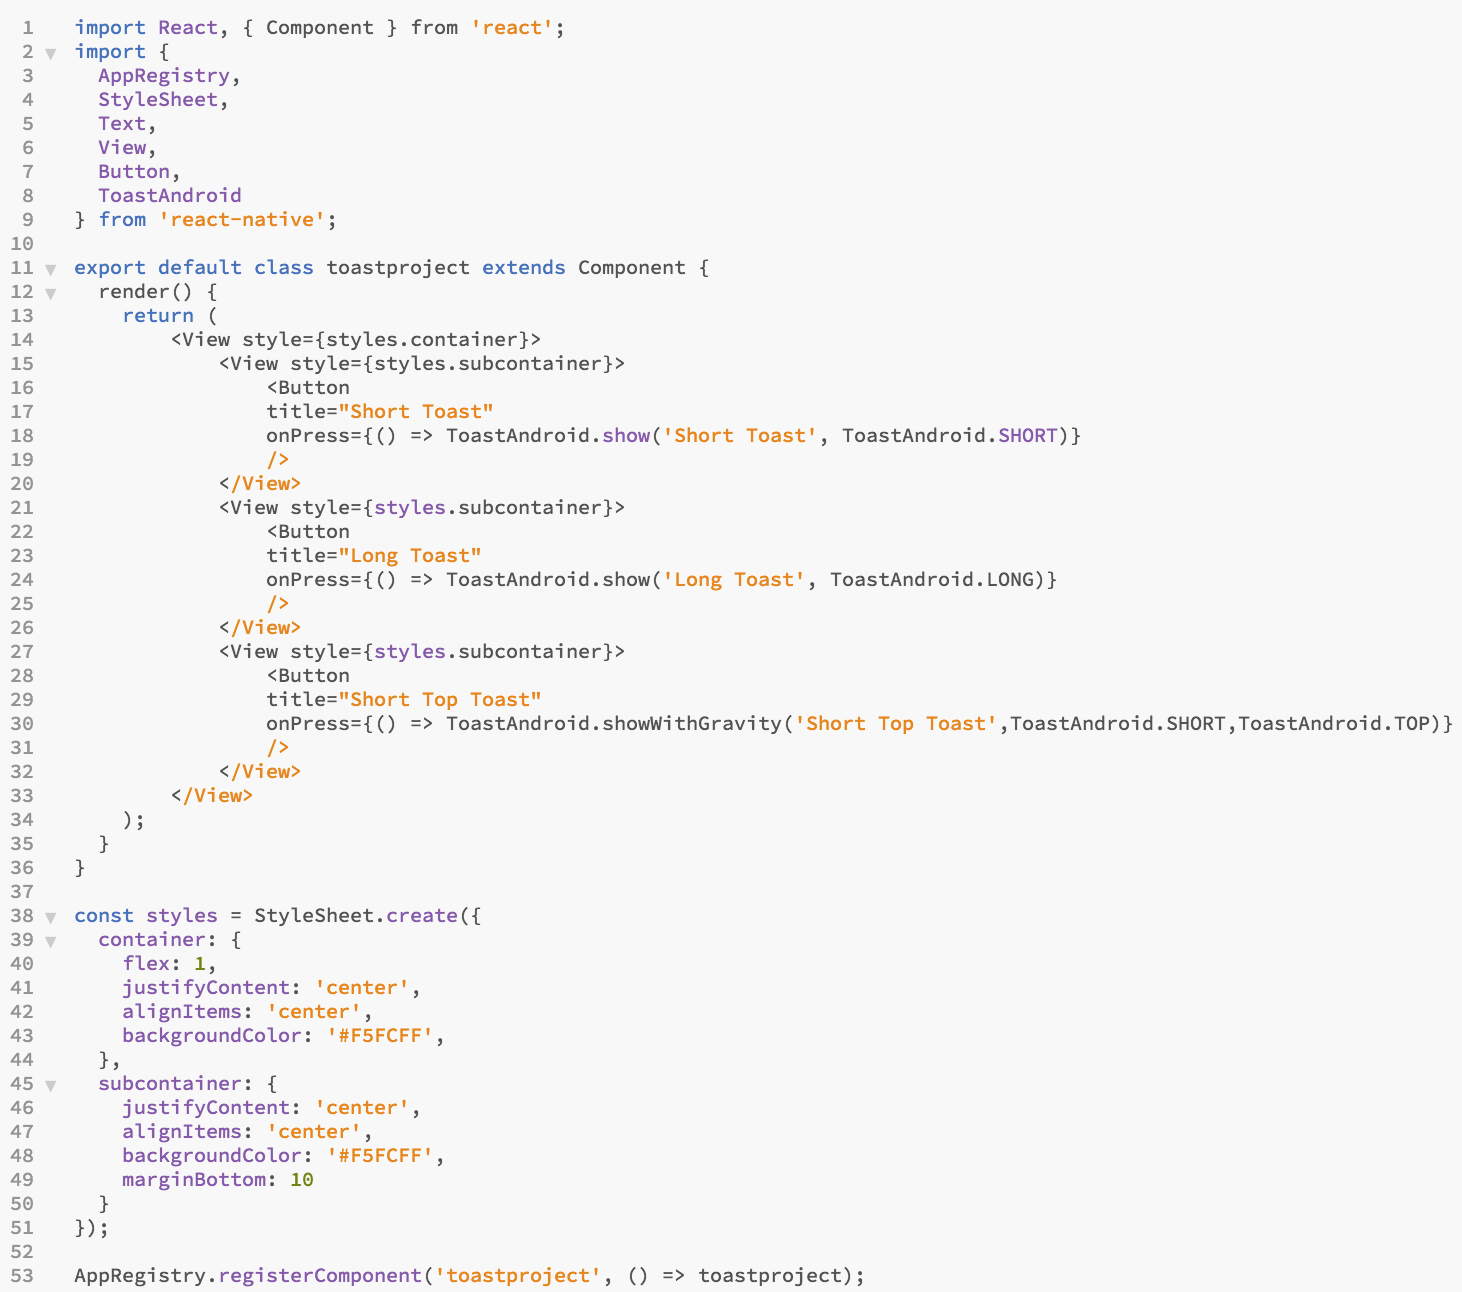 1 import React, { Component } from 'react';
2 import {
3   AppRegistry,
4   StyleSheet,
5   Text,
6   View,
7   Button,
8   ToastAndroid
9 } from 'react-native';
10
11 export default class toastproject extends Component {
12   render() {
13     return (
14         <View style={styles.container}>
15             <View style={styles.subcontainer}>
16                 <Button
17                 title="Short Toast"
18                 onPress={() => ToastAndroid.show('Short Toast', ToastAndroid.SHORT)}
19                 />
20             </View>
21             <View style={styles.subcontainer}>
22                 <Button
23                 title="Long Toast"
24                 onPress={() => ToastAndroid.show('Long Toast', ToastAndroid.LONG)}
25                 />
26             </View>
27             <View style={styles.subcontainer}>
28                 <Button
29                 title="Short Top Toast"
30                 onPress={() => ToastAndroid.showWithGravity('Short Top Toast',ToastAndroid.SHORT,ToastAndroid.TOP)}
31                 />
32             </View>
33         </View>
34     );
35   }
36 }
37
38 const styles = StyleSheet.create({
39   container: {
40     flex: 1,
41     justifyContent: 'center',
42     alignItems: 'center',
43     backgroundColor: '#F5FCFF',
44   },
45   subcontainer: {
46     justifyContent: 'center',
47     alignItems: 'center',
48     backgroundColor: '#F5FCFF',
49     marginBottom: 10
50   }
51 });
52
53 AppRegistry.registerComponent('toastproject', () => toastproject);